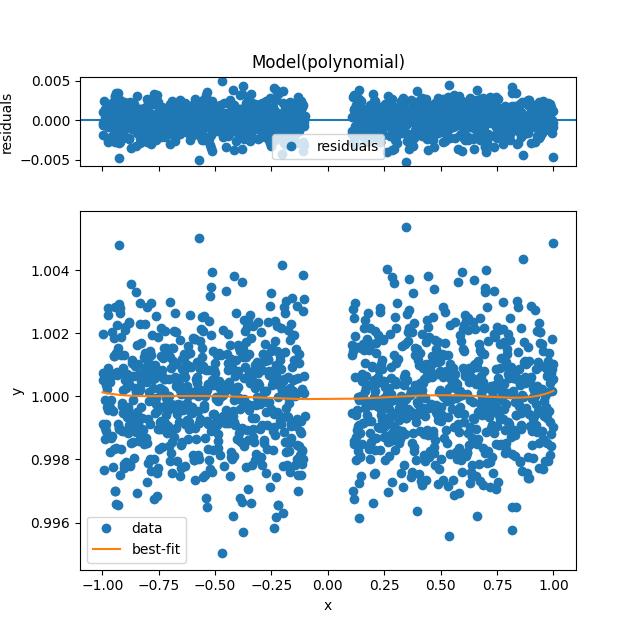 Model(polynomial)
residuals
0.005
0.000
−0.005
residuals
y
1.004
1.002
1.000
0.998
0.996
data
best-fit
−1.00 −0.75 −0.50 −0.25 0.00 0.25 0.50 0.75 1.00
x